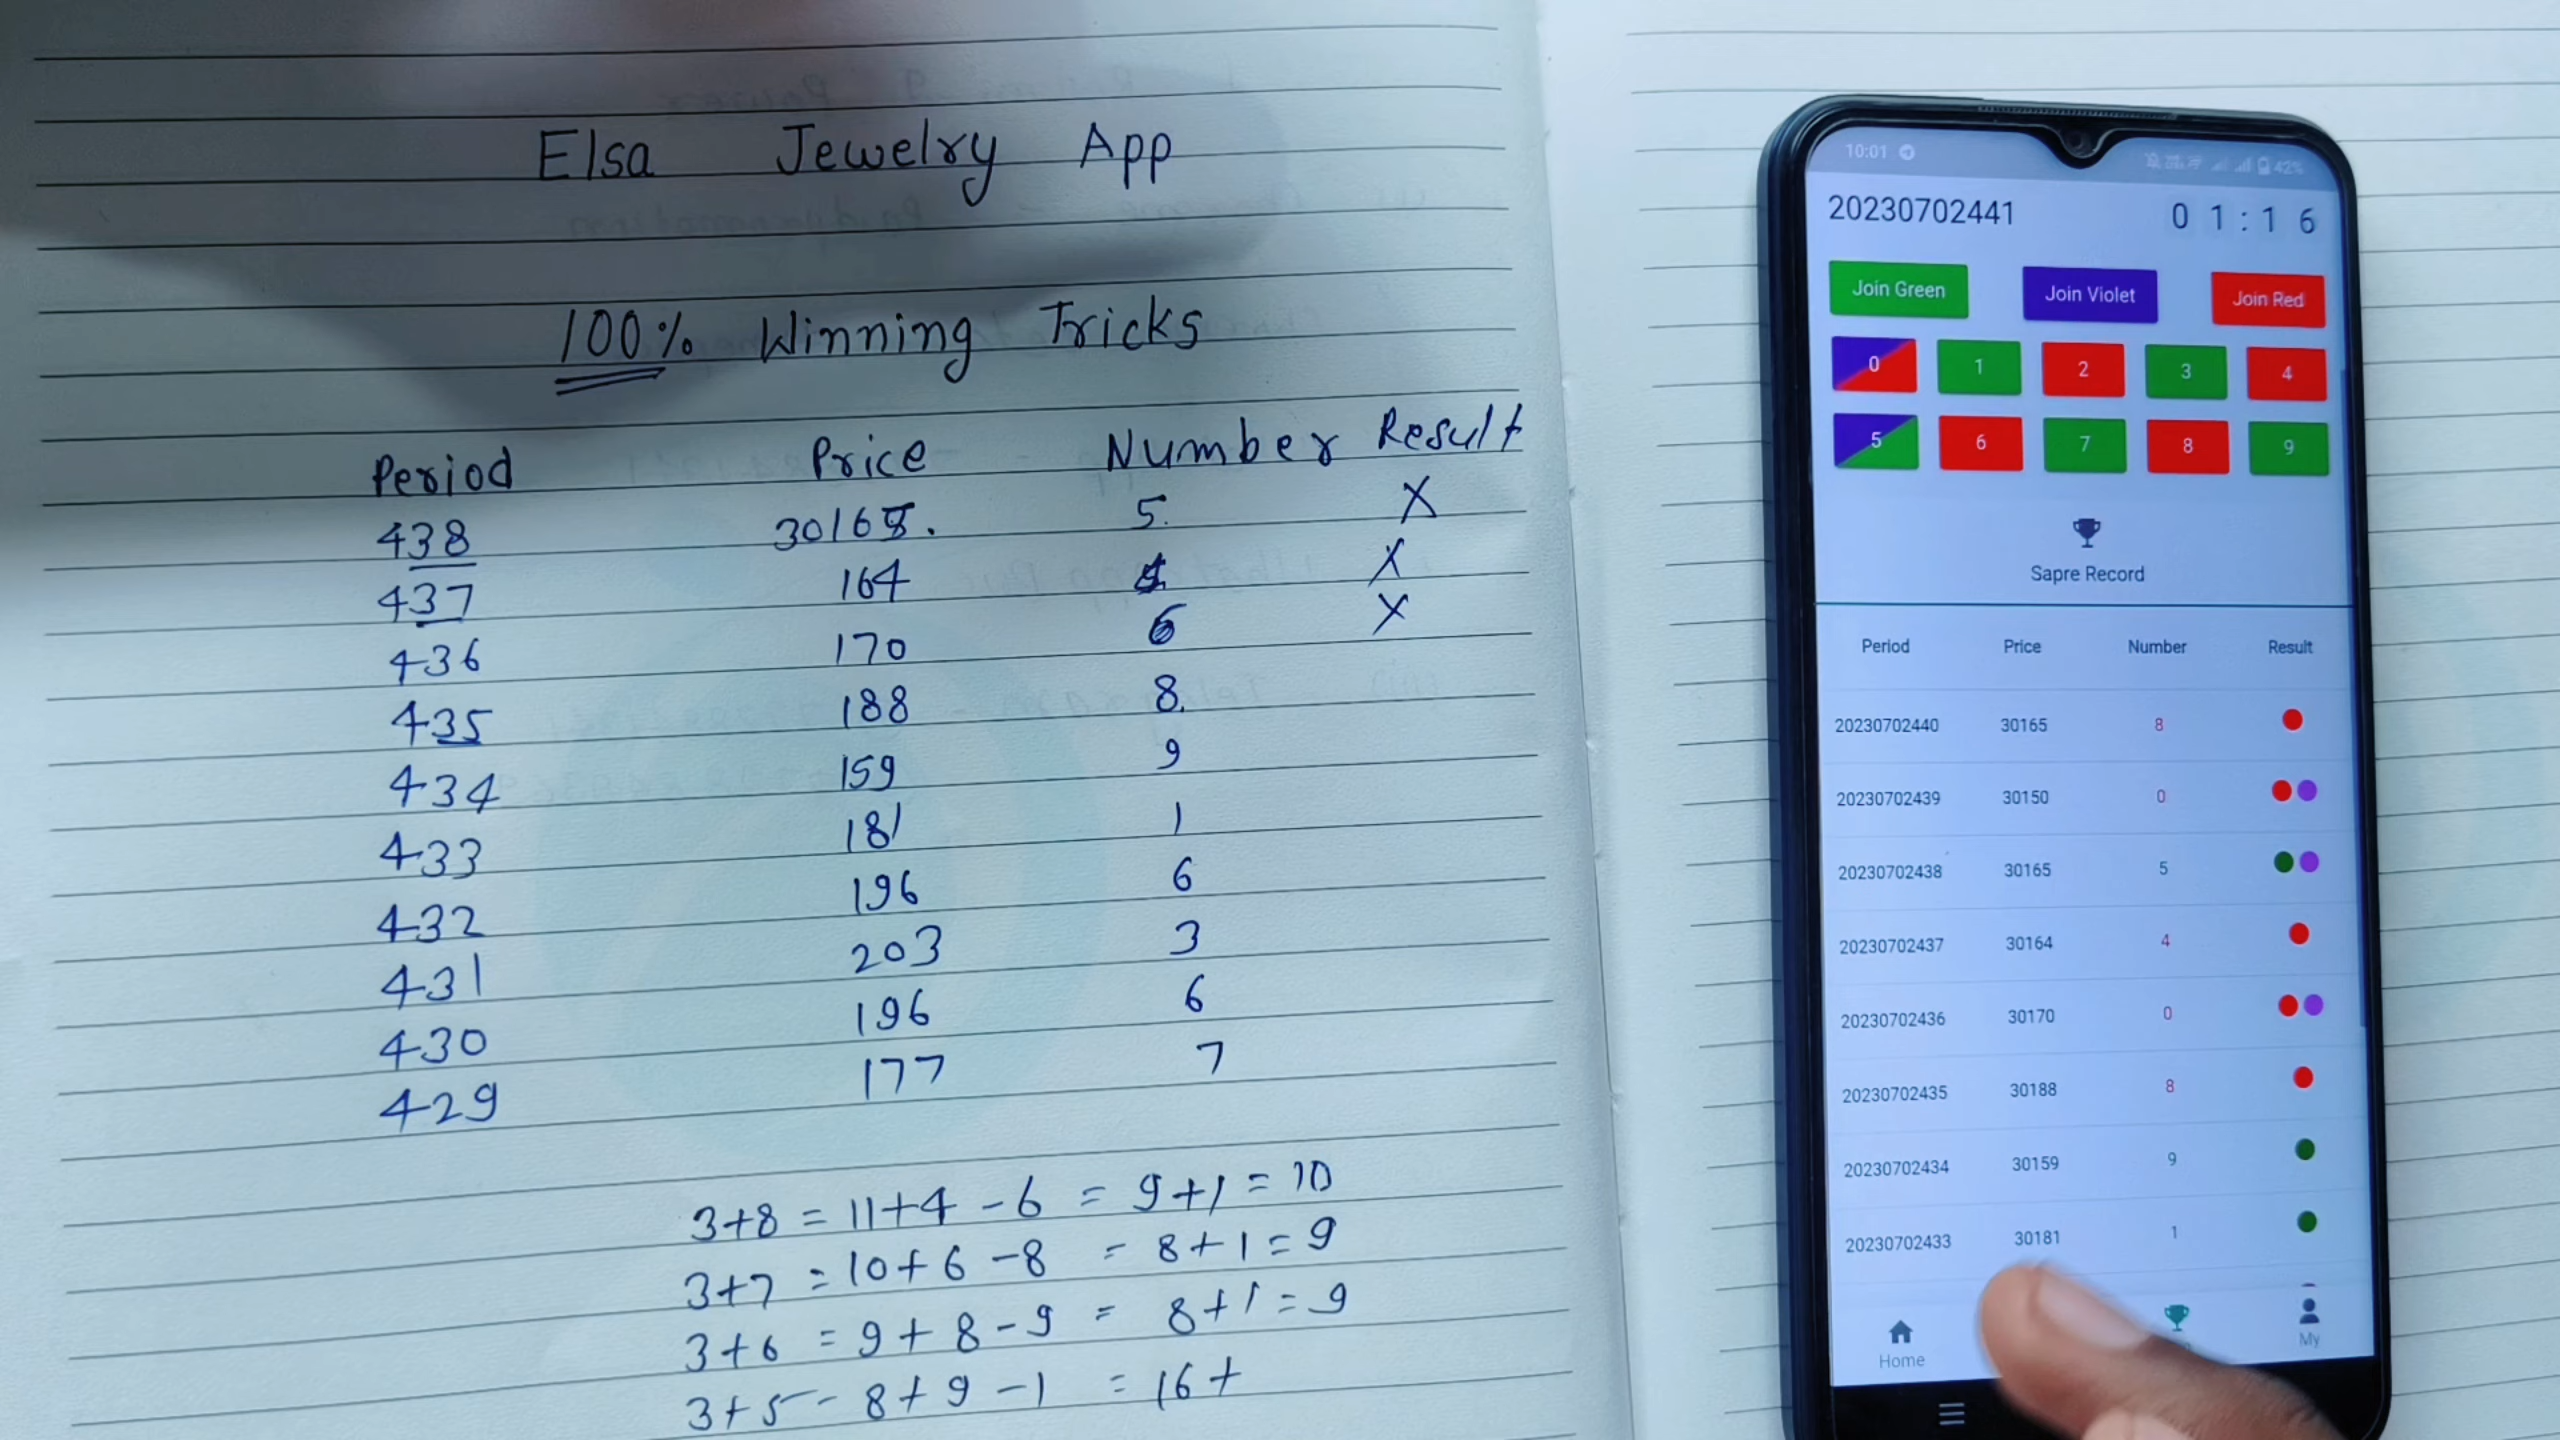 Elsa Jewelry App
100% Winning Tricks
Period Price Number Result
438 30165. 5. X
437 164 4 X
436 170 6 X
435 188 8.
434 159 9
433 181 1
432 196 6
431 203 3
430 196 6
429 177 7
3+8 = 11+4-6 = 9+1 = 10
3+7 = 10+6-8 = 8+1 = 9
3+6 = 9+8-9 = 8+1 = 9
3+5 - 8+9-1 = 16+
10:01 42%
20230702441 01:16
Join Green Join Violet Join Red
0 1 2 3 4
5 6 7 8 9
Sapre Record
Period Price Number Result
20230702440 30165 8
20230702439 30150 0
20230702438 30165 5
20230702437 30164 4
20230702436 30170 0
20230702435 30188 8
20230702434 30159 9
20230702433 30181 1
Home My